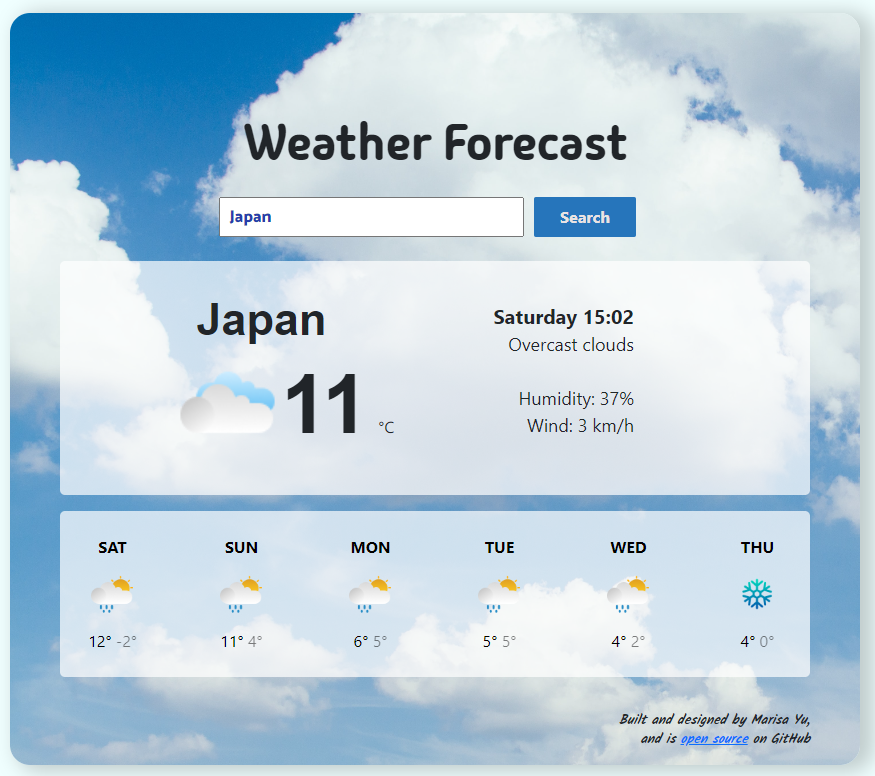 Weather Forecast
Japan
Search
Japan
11 °C
Saturday 15:02
Overcast clouds
Humidity: 37%
Wind: 3 km/h
SAT SUN MON TUE WED THU
12° -2° 11° 4° 6° 5° 5° 5° 4° 2° 4° 0°
Built and designed by Marisa Yu,
and is open source on GitHub